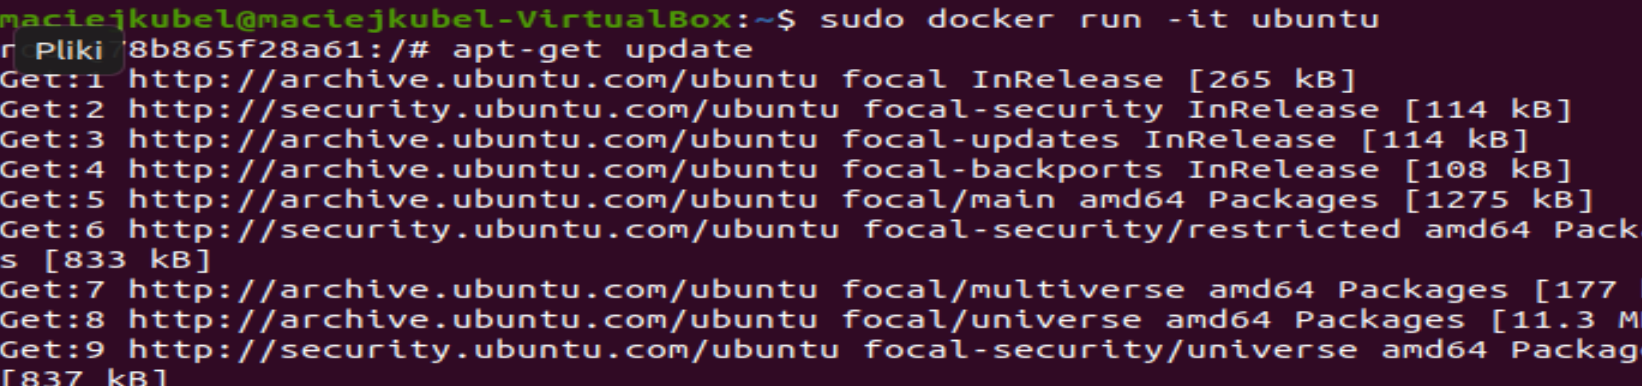 maciejkubel@maciejkubel-VirtualBox:~$ sudo docker run -it ubuntu
Pliki 78b865f28a61:/# apt-get update
Get:1 http://archive.ubuntu.com/ubuntu focal InRelease [265 kB]
Get:2 http://security.ubuntu.com/ubuntu focal-security InRelease [114 kB]
Get:3 http://archive.ubuntu.com/ubuntu focal-updates InRelease [114 kB]
Get:4 http://archive.ubuntu.com/ubuntu focal-backports InRelease [108 kB]
Get:5 http://archive.ubuntu.com/ubuntu focal/main amd64 Packages [1275 kB]
Get:6 http://security.ubuntu.com/ubuntu focal-security/restricted amd64 Pack
s [833 kB]
Get:7 http://archive.ubuntu.com/ubuntu focal/multiverse amd64 Packages [177
Get:8 http://archive.ubuntu.com/ubuntu focal/universe amd64 Packages [11.3 M
Get:9 http://security.ubuntu.com/ubuntu focal-security/universe amd64 Packag
[837 kB]